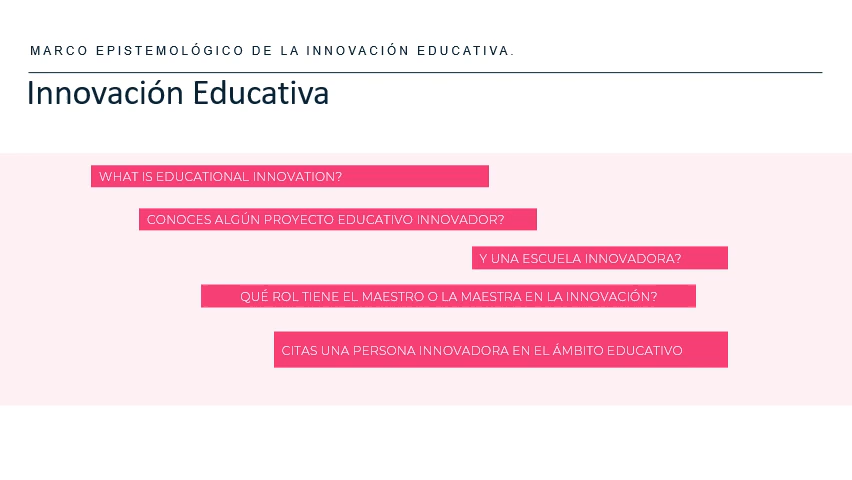 MARCO EPISTEMOLÓGICO DE LA INNOVACIÓN EDUCATIVA.
Innovación Educativa
WHAT IS EDUCATIONAL INNOVATION?
CONOCES ALGÚN PROYECTO EDUCATIVO INNOVADOR?
Y UNA ESCUELA INNOVADORA?
QUÉ ROL TIENE EL MAESTRO O LA MAESTRA EN LA INNOVACIÓN?
CITAS UNA PERSONA INNOVADORA EN EL ÁMBITO EDUCATIVO